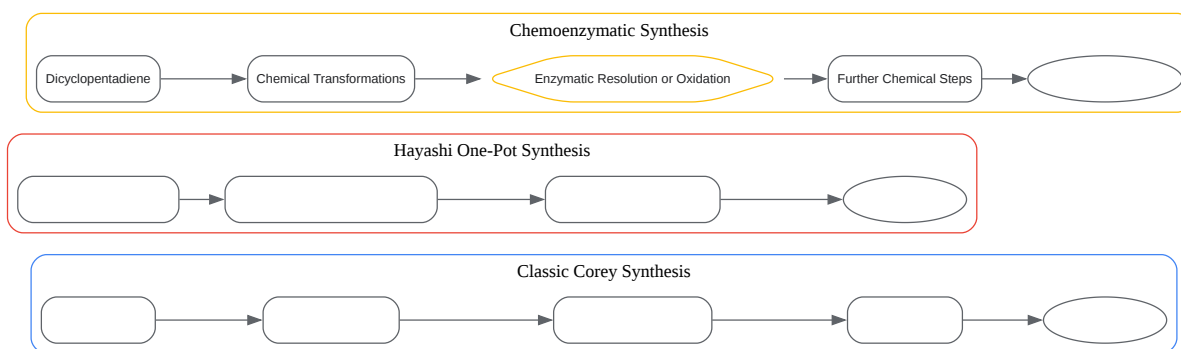 Chemoenzymatic Synthesis
Dicyclopentadiene
Chemical Transformations
Enzymatic Resolution or Oxidation
Further Chemical Steps
Hayashi One-Pot Synthesis
Classic Corey Synthesis